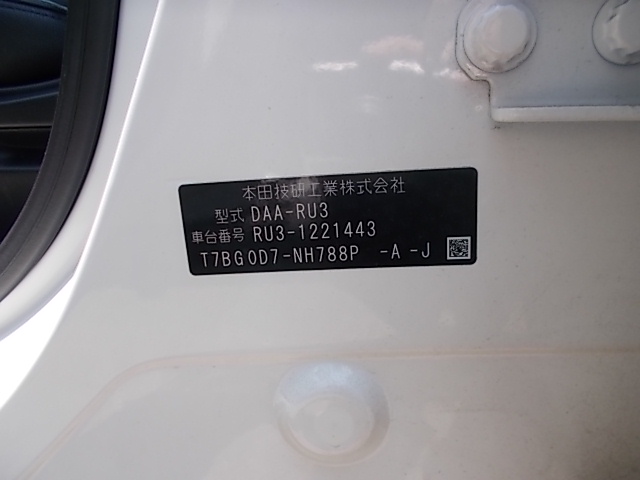 本田技研工業株式会社
型式 DAA-RU3
車台番号 RU3-1221443
T7BG0D7-NH788P -A -J